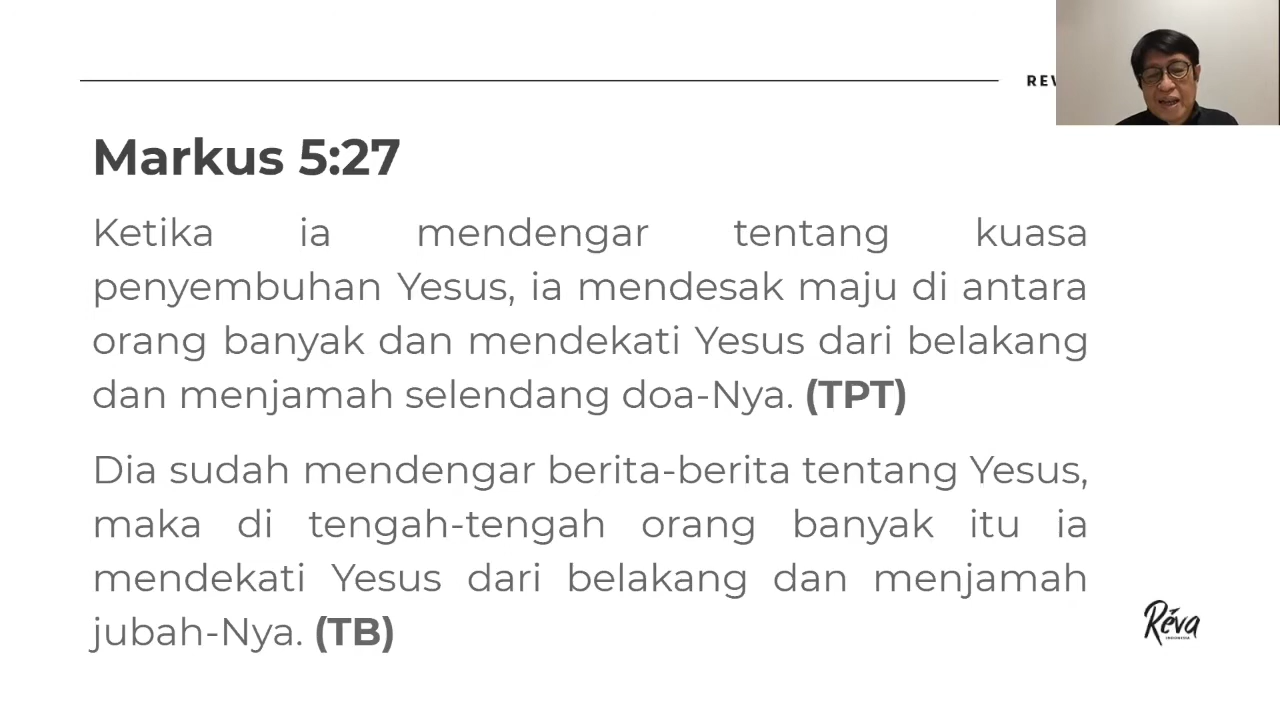 Markus 5:27
Ketika ia mendengar tentang kuasa
penyembuhan Yesus, ia mendesak maju di antara
orang banyak dan mendekati Yesus dari belakang
dan menjamah selendang doa-Nya. (TPT)
Dia sudah mendengar berita-berita tentang Yesus,
maka di tengah-tengah orang banyak itu ia
mendekati Yesus dari belakang dan menjamah
jubah-Nya. (TB)
Réva
INDONESIA